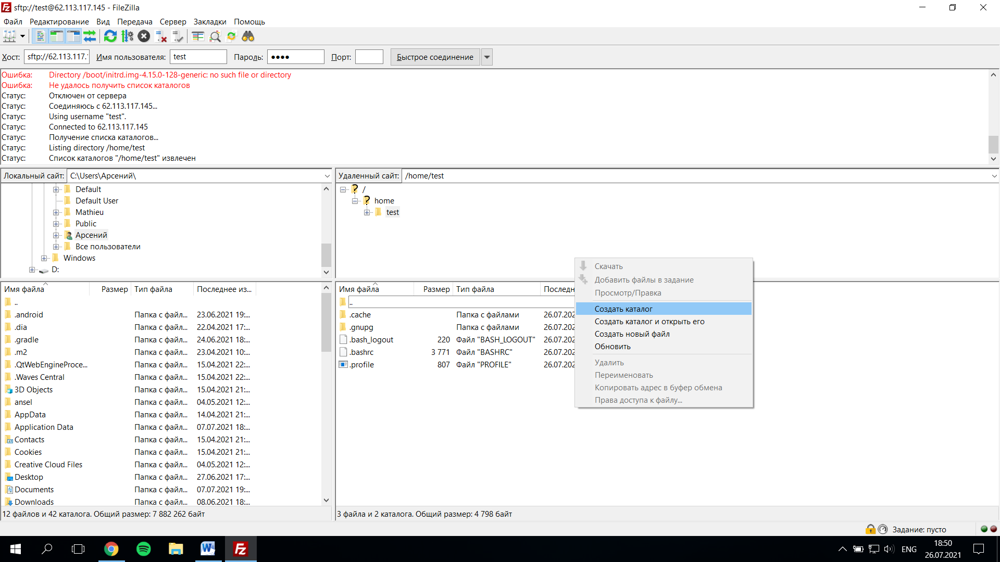 sftp://test@62.113.117.145 - FileZilla
Файл Редактирование Вид Передача Сервер Закладки Помощь
Хост: sftp://62.113.117. Имя пользователя: test Пароль: ●●●● Порт: Быстрое соединение
Ошибка: Directory /boot/initrd.img-4.15.0-128-generic: no such file or directory
Ошибка: Не удалось получить список каталогов
Статус: Отключен от сервера
Статус: Соединяюсь с 62.113.117.145...
Статус: Using username "test".
Статус: Connected to 62.113.117.145
Статус: Получение списка каталогов...
Статус: Listing directory /home/test
Статус: Список каталогов "/home/test" извлечен
Локальный сайт: C:\Users\Арсений\
Default
Default User
Mathieu
Public
Арсений
Все пользователи
Windows
D:
Имя файла Размер Тип файла Последнее из...
..
.android Папка с файл... 23.06.2021 19:...
.dia Папка с файл... 22.04.2021 17:...
.gradle Папка с файл... 24.06.2021 18:...
.m2 Папка с файл... 23.04.2021 10:...
.QtWebEngineProce... Папка с файл... 15.04.2021 22:...
.Waves Central Папка с файл... 15.04.2021 22:...
3D Objects Папка с файл... 15.04.2021 21:...
ansel Папка с файл... 04.05.2021 12:...
AppData Папка с файл... 14.04.2021 21:...
Application Data Папка с файл... 07.07.2021 18:...
Contacts Папка с файл... 15.04.2021 21:...
Cookies Папка с файл... 15.04.2021 21:...
Creative Cloud Files Папка с файл... 04.05.2021 12:...
Desktop Папка с файл... 27.06.2021 17:...
Documents Папка с файл... 07.07.2021 19:...
Downloads Папка с файл... 08.06.2021 18:...
12 файлов и 42 каталога. Общий размер: 7 882 262 байт
Удаленный сайт: /home/test
/
home
test
Имя файла Размер Тип файла Последн
..
.cache Папка с файлами 26.07.202
.gnupg Папка с файлами 26.07.202
.bash_logout 220 Файл "BASH_LOGOUT" 26.07.202
.bashrc 3 771 Файл "BASHRC" 26.07.202
.profile 807 Файл "PROFILE" 26.07.202
3 файла и 2 каталога. Общий размер: 4 798 байт
Скачать
Добавить файлы в задание
Просмотр/Правка
Создать каталог
Создать каталог и открыть его
Создать новый файл
Обновить
Удалить
Переименовать
Копировать адрес в буфер обмена
Права доступа к файлу...
Задание: пусто
ENG
18:50
26.07.2021